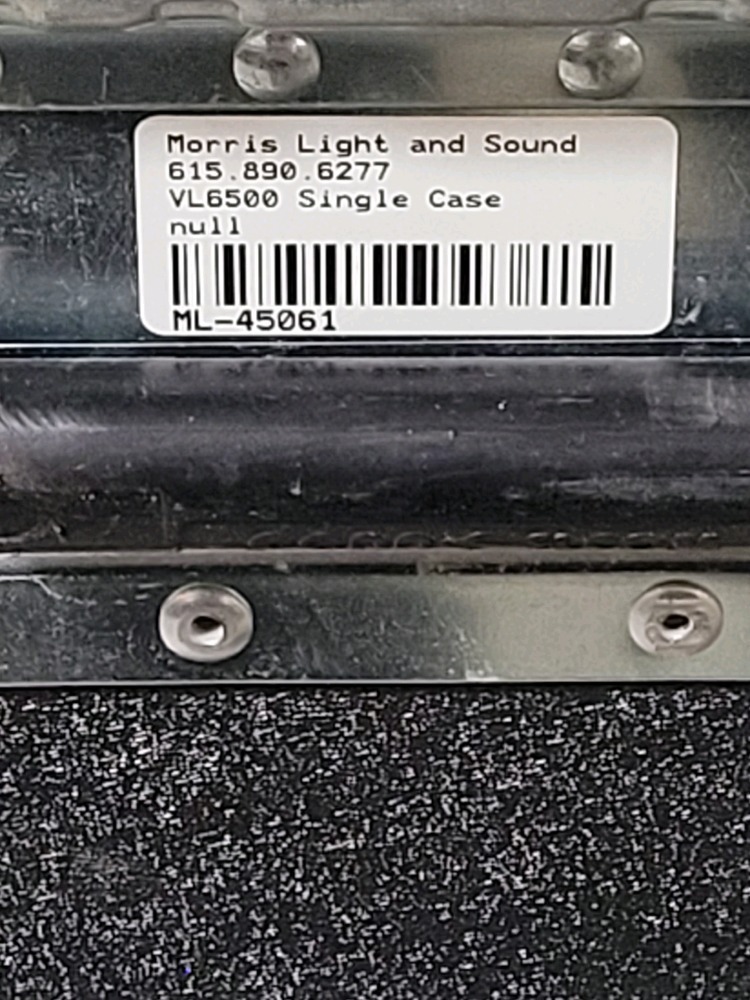 Morris Light and Sound
615.890.6277
VL6500 Single Case
null
ML-45061